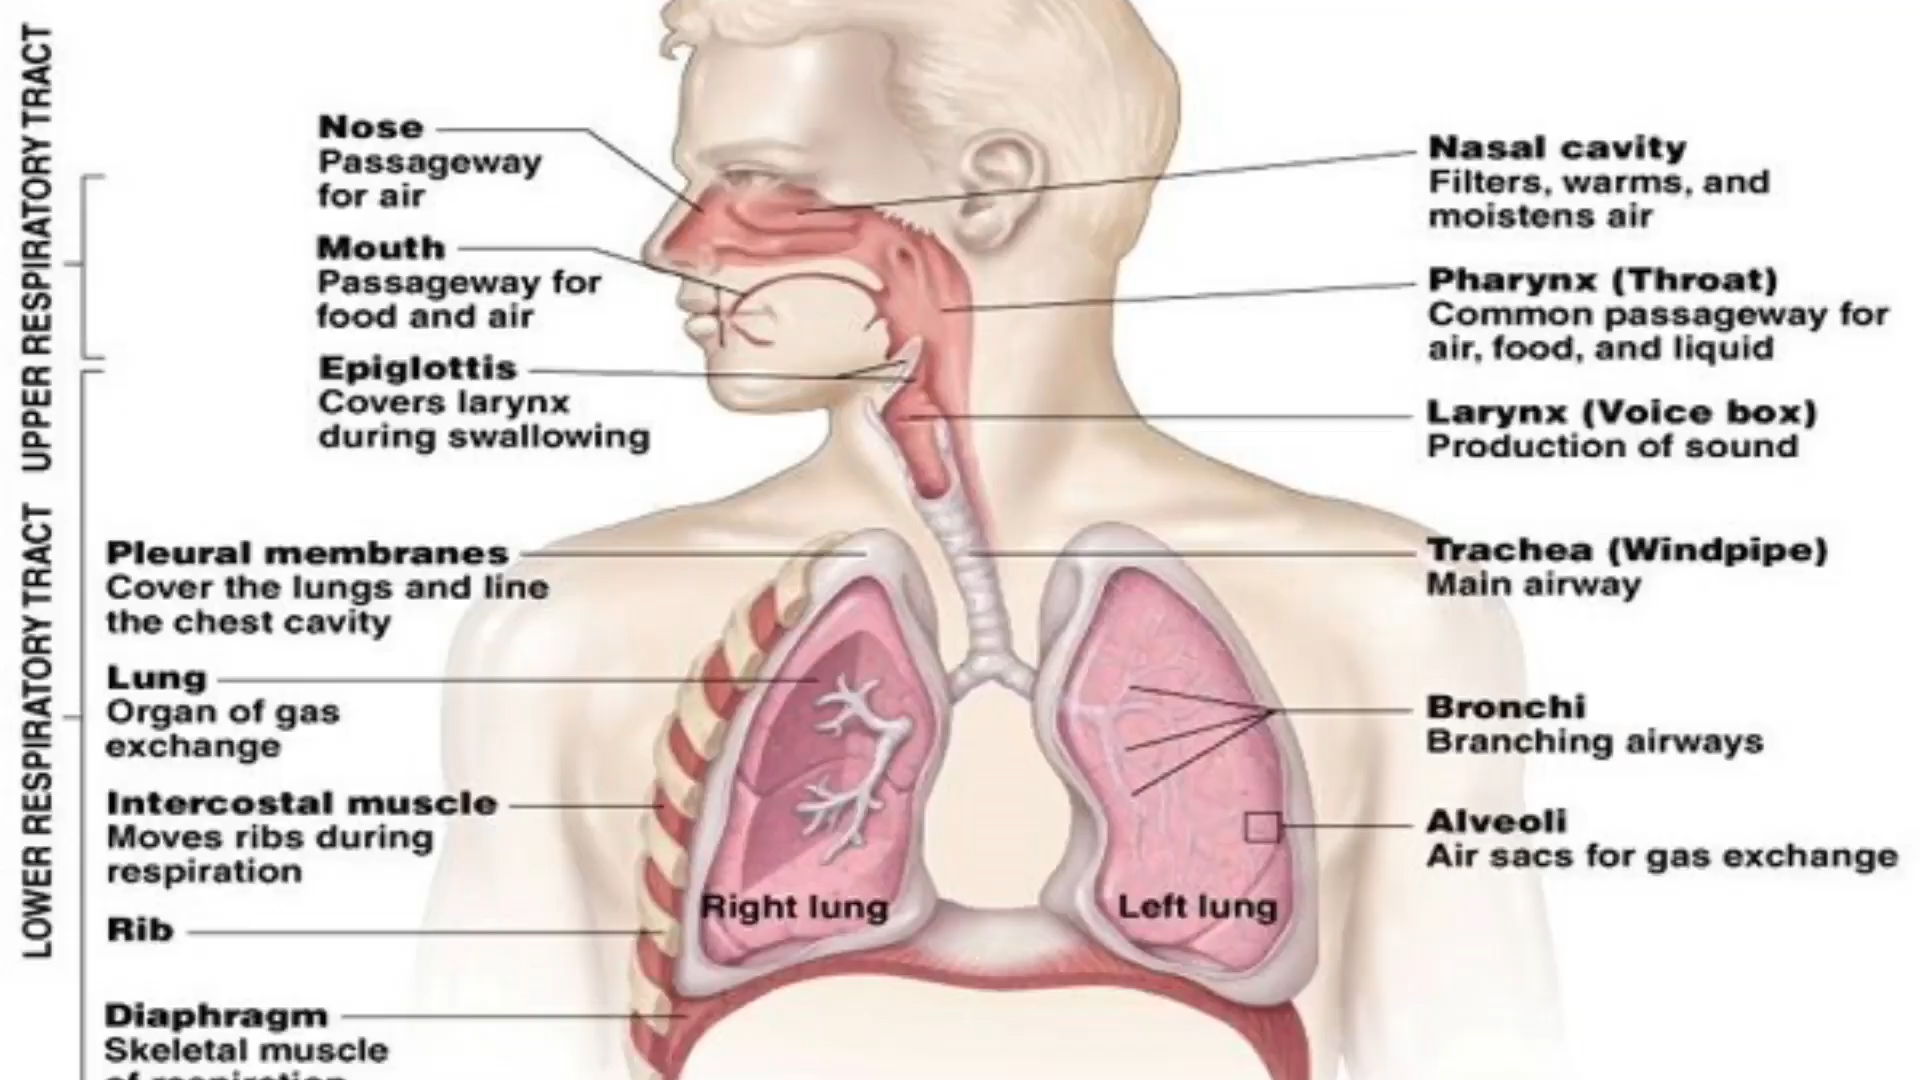 UPPER RESPIRATORY TRACT
Nose
Passageway
for air
Mouth
Passageway for
food and air
Epiglottis
Covers larynx
during swallowing
LOWER RESPIRATORY TRACT
Pleural membranes
Cover the lungs and line
the chest cavity
Lung
Organ of gas
exchange
Intercostal muscle
Moves ribs during
respiration
Rib
Diaphragm
Skeletal muscle
of respiration
Right lung
Left lung
Nasal cavity
Filters, warms, and
moistens air
Pharynx (Throat)
Common passageway for
air, food, and liquid
Larynx (Voice box)
Production of sound
Trachea (Windpipe)
Main airway
Bronchi
Branching airways
Alveoli
Air sacs for gas exchange